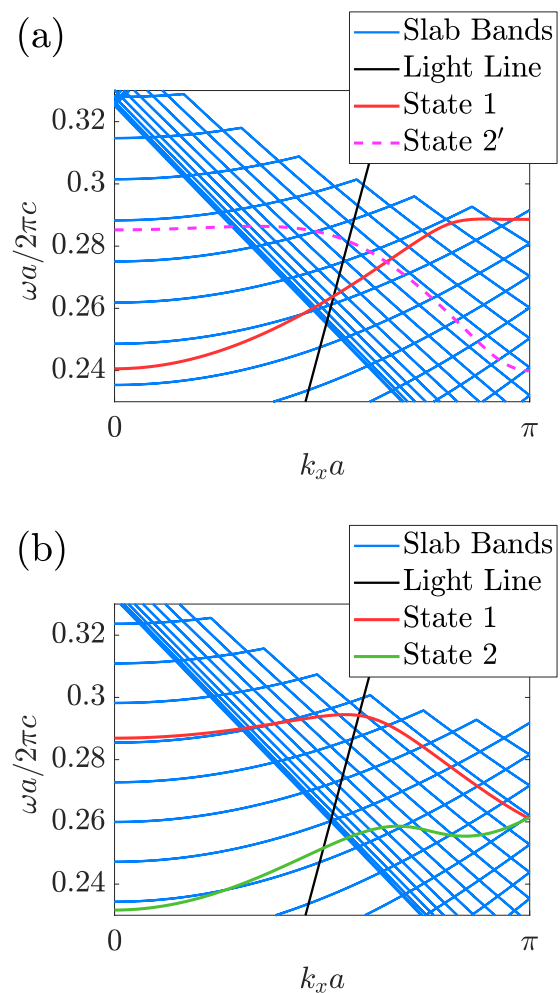 (a)
Slab Bands
Light Line
State 1
State 2′
0.32
0.3
0.28
0.26
0.24
ωa/2πc
0
π
kₓa
(b)
Slab Bands
Light Line
State 1
State 2
0.32
0.3
0.28
0.26
0.24
ωa/2πc
0
π
kₓa